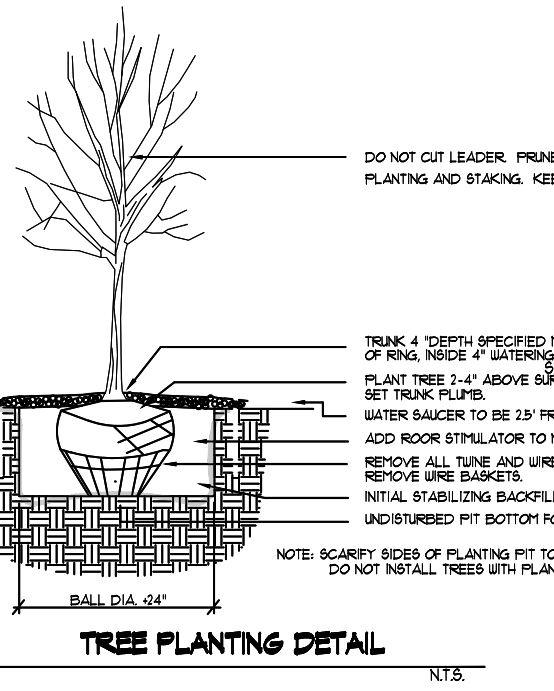 DO NOT CUT LEADER. PRUNE
PLANTING AND STAKING. KEE
TRUNK 4 "DEPTH SPECIFIED M
OF RING, INSIDE 4" WATERING
S
PLANT TREE 2-4" ABOVE SUR
SET TRUNK PLUMB.
WATER SAUCER TO BE 2.5' FR
ADD ROOR STIMULATOR TO
REMOVE ALL TWINE AND WIRE
REMOVE WIRE BASKETS.
INITIAL STABILIZING BACKFILL
UNDISTURBED PIT BOTTOM FO
NOTE: SCARIFY SIDES OF PLANTING PIT TO
DO NOT INSTALL TREES WITH PLAN
BALL DIA. +24"
TREE PLANTING DETAIL
N.T.S.